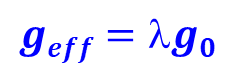 g_eff = λg_0